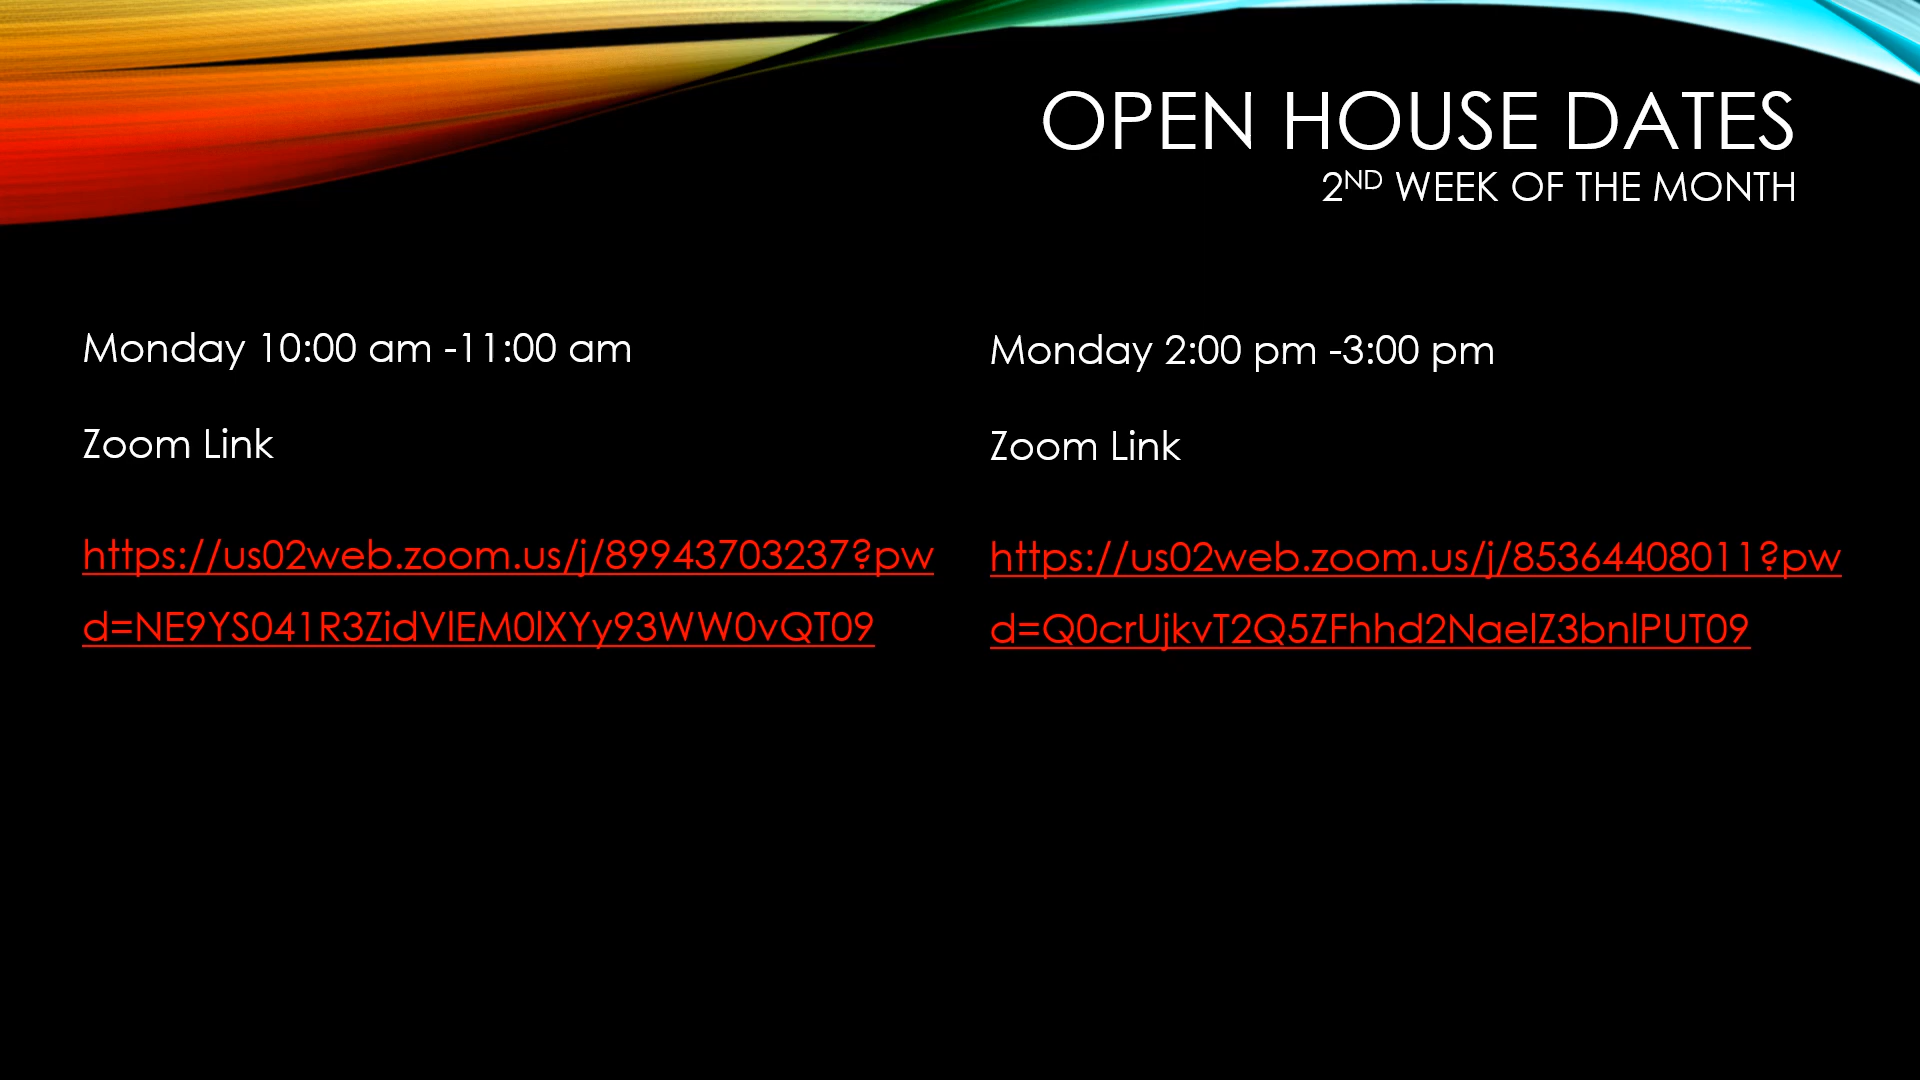 OPEN HOUSE DATES
2ND WEEK OF THE MONTH
Monday 10:00 am -11:00 am
Zoom Link
https://us02web.zoom.us/j/89943703237?pw
d=NE9YS041R3ZidVlEM0lXYy93WW0vQT09
Monday 2:00 pm -3:00 pm
Zoom Link
https://us02web.zoom.us/j/85364408011?pw
d=Q0crUjkvT2Q5ZFhhd2NaelZ3bnlPUT09